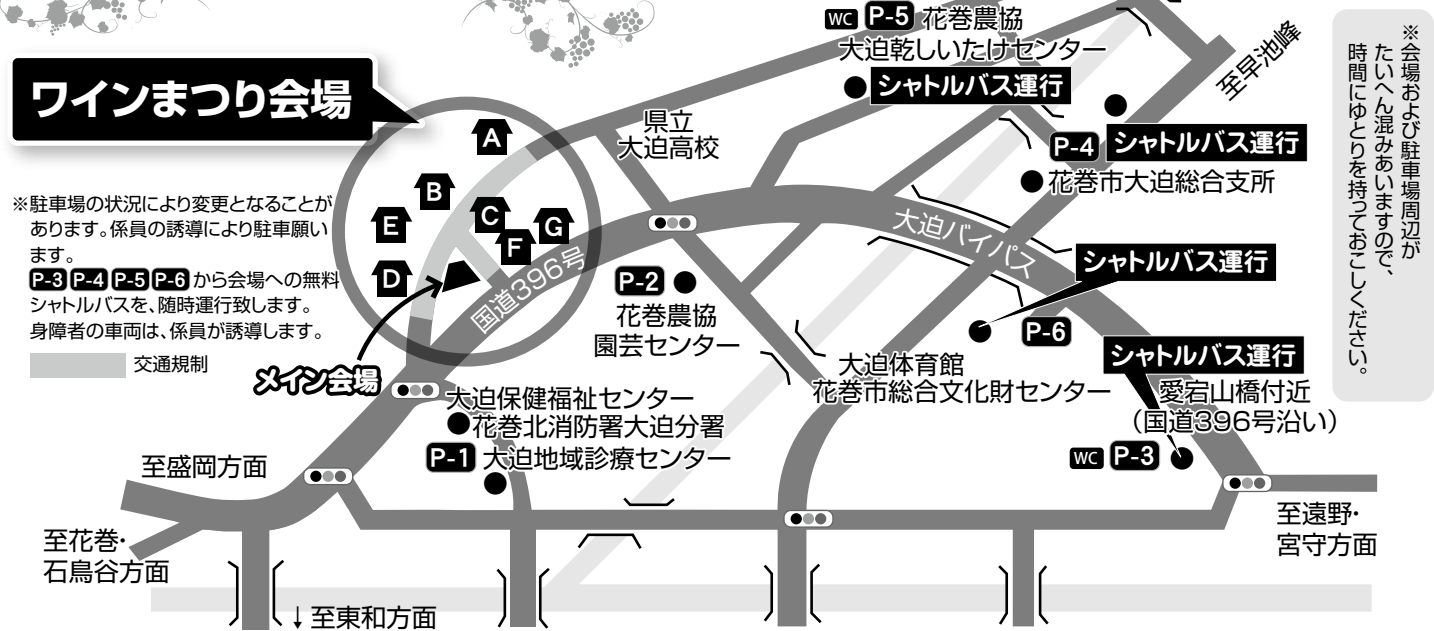 ワインまつり会場
※駐車場の状況により変更となることが
あります。係員の誘導により駐車願い
ます。
P-3 P-4 P-5 P-6 から会場への無料
シャトルバスを、随時運行致します。
身障者の車両は、係員が誘導します。
交通規制
メイン会場
A
B
C
D
E
F
G
国道396号
県立
大迫高校
WC P-5 花巻農協
大迫乾しいたけセンター
シャトルバス運行
至早池峰
P-4 シャトルバス運行
花巻市大迫総合支所
大迫バイパス
シャトルバス運行
P-6
大迫体育館
花巻市総合文化財センター
P-2
花巻農協
園芸センター
シャトルバス運行
愛宕山橋付近
(国道396号沿い)
WC P-3
大迫保健福祉センター
花巻北消防署大迫分署
P-1 大迫地域診療センター
至盛岡方面
至花巻・
石鳥谷方面
↓至東和方面
至遠野・
宮守方面
※会場および駐車場周辺が
たいへん混みあいますので、
時間にゆとりを持っておこしください。